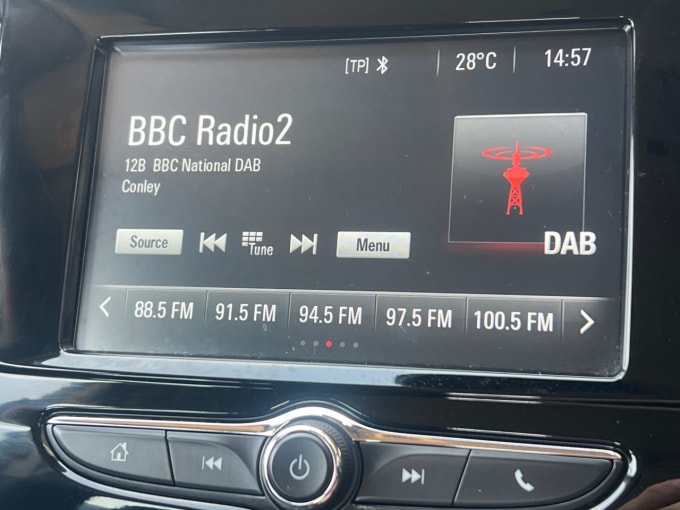 [TP] 28°C 14:57
BBC Radio2
12B BBC National DAB
Conley
DAB
Source Tune Menu
88.5 FM 91.5 FM 94.5 FM 97.5 FM 100.5 FM